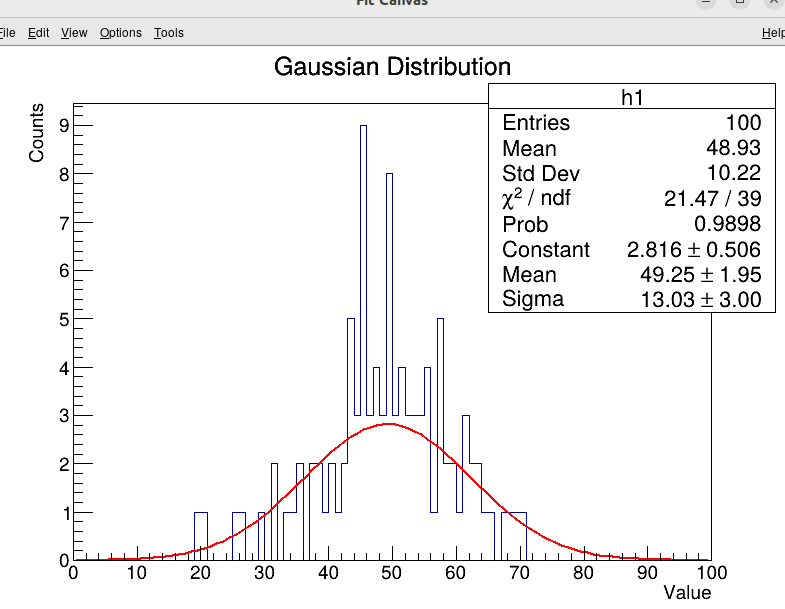 Fit Canvas
File Edit View Options Tools Help
Gaussian Distribution
h1
Entries 100
Mean 48.93
Std Dev 10.22
χ² / ndf 21.47 / 39
Prob 0.9898
Constant 2.816 ± 0.506
Mean 49.25 ± 1.95
Sigma 13.03 ± 3.00
Counts
9
8
7
6
5
4
3
2
1
0
0 10 20 30 40 50 60 70 80 90 100
Value